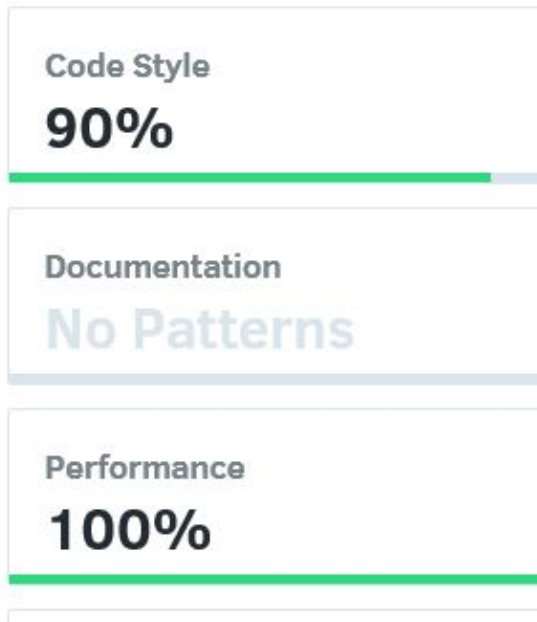 Code Style
90%
Documentation
No Patterns
Performance
100%